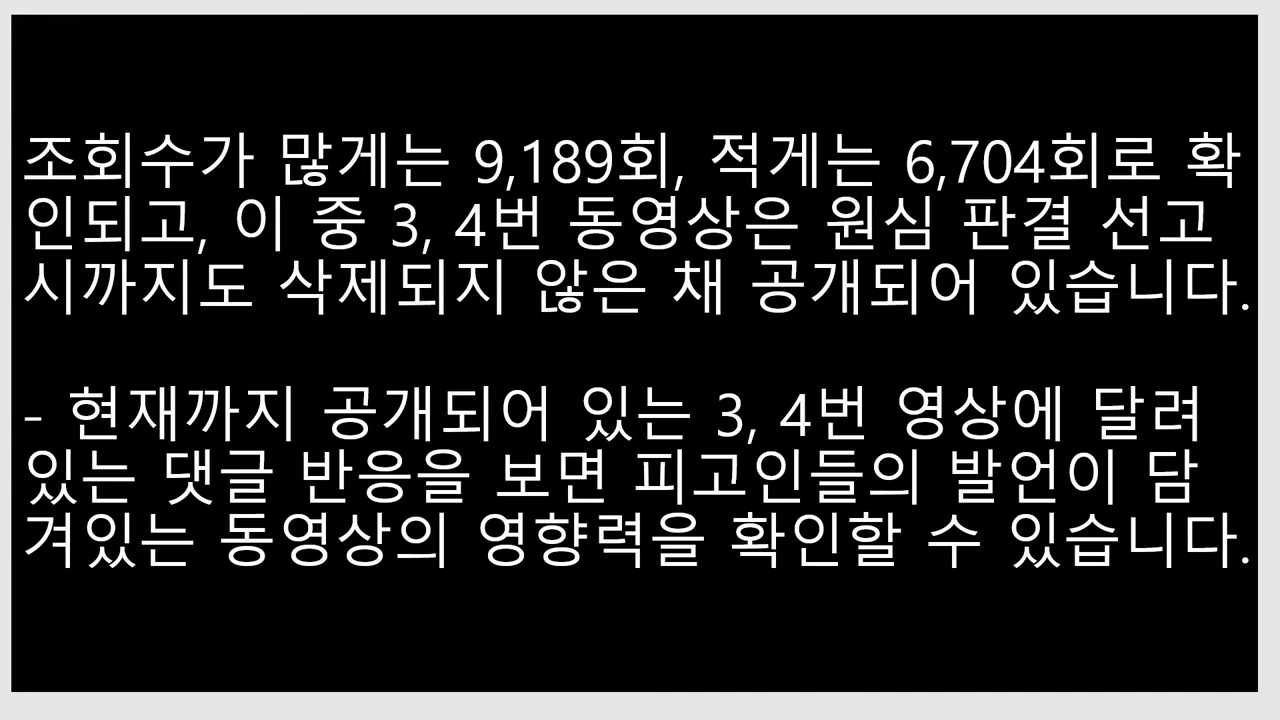 조회수가 많게는 9,189회, 적게는 6,704회로 확
인되고, 이 중 3, 4번 동영상은 원심 판결 선고
시까지도 삭제되지 않은 채 공개되어 있습니다.
- 현재까지 공개되어 있는 3, 4번 영상에 달려
있는 댓글 반응을 보면 피고인들의 발언이 담
겨있는 동영상의 영향력을 확인할 수 있습니다.